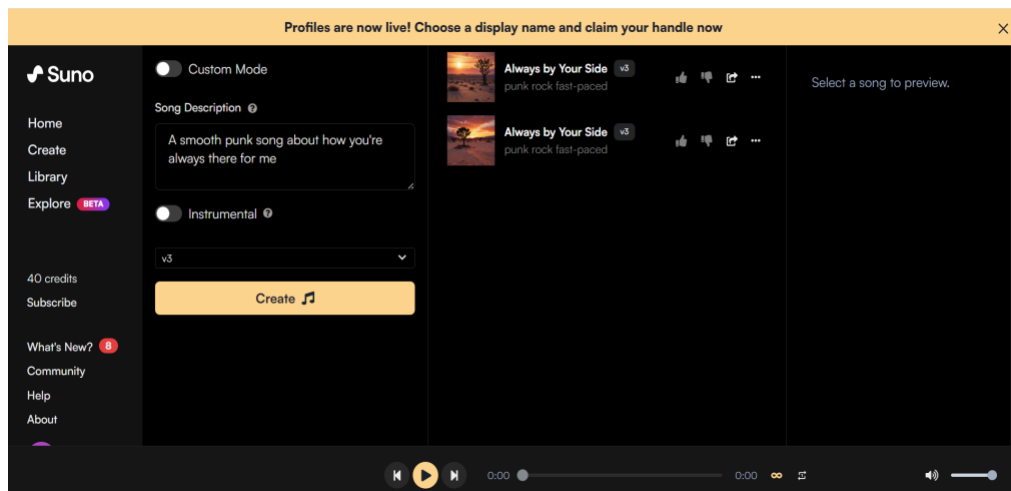 Profiles are now live! Choose a display name and claim your handle now
Suno
Home
Create
Library
Explore BETA
40 credits
Subscribe
What's New? 8
Community
Help
About
Custom Mode
Song Description
A smooth punk song about how you're
always there for me
Instrumental
v3
Create
Always by Your Side v3
punk rock fast-paced
Always by Your Side v3
punk rock fast-paced
Select a song to preview.
0:00
0:00